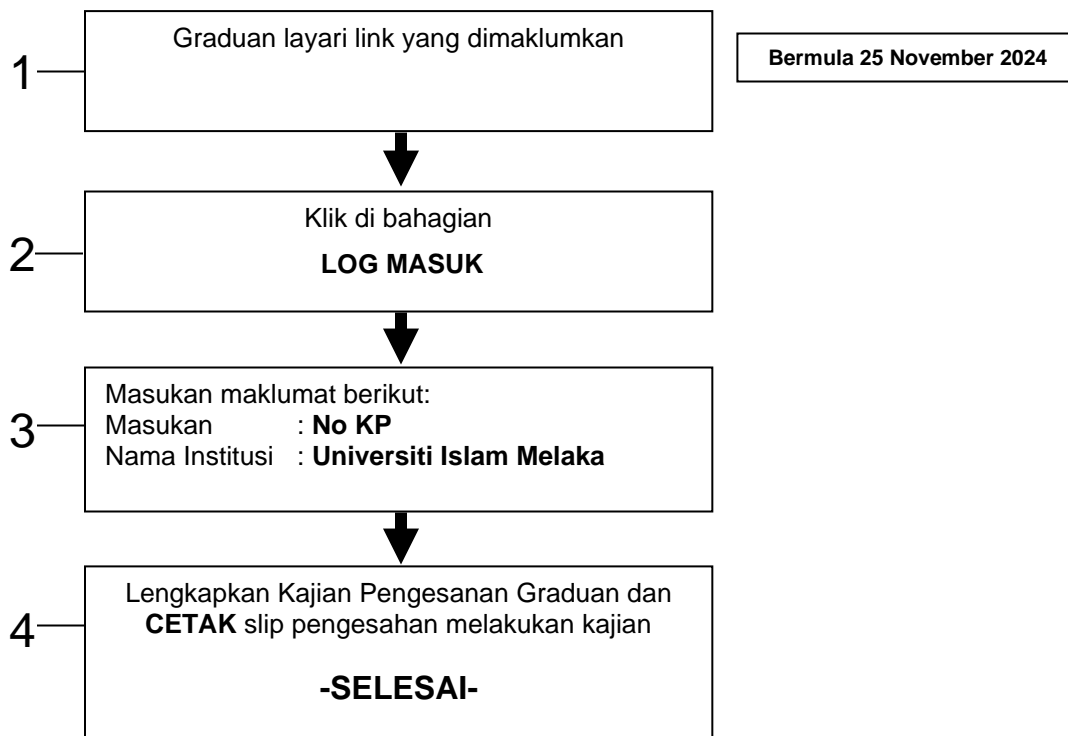 1
Graduan layari link yang dimaklumkan
Bermula 25 November 2024
2
Klik di bahagian
LOG MASUK
3
Masukan maklumat berikut:
Masukan : No KP
Nama Institusi : Universiti Islam Melaka
4
Lengkapkan Kajian Pengesanan Graduan dan
CETAK slip pengesahan melakukan kajian
-SELESAI-